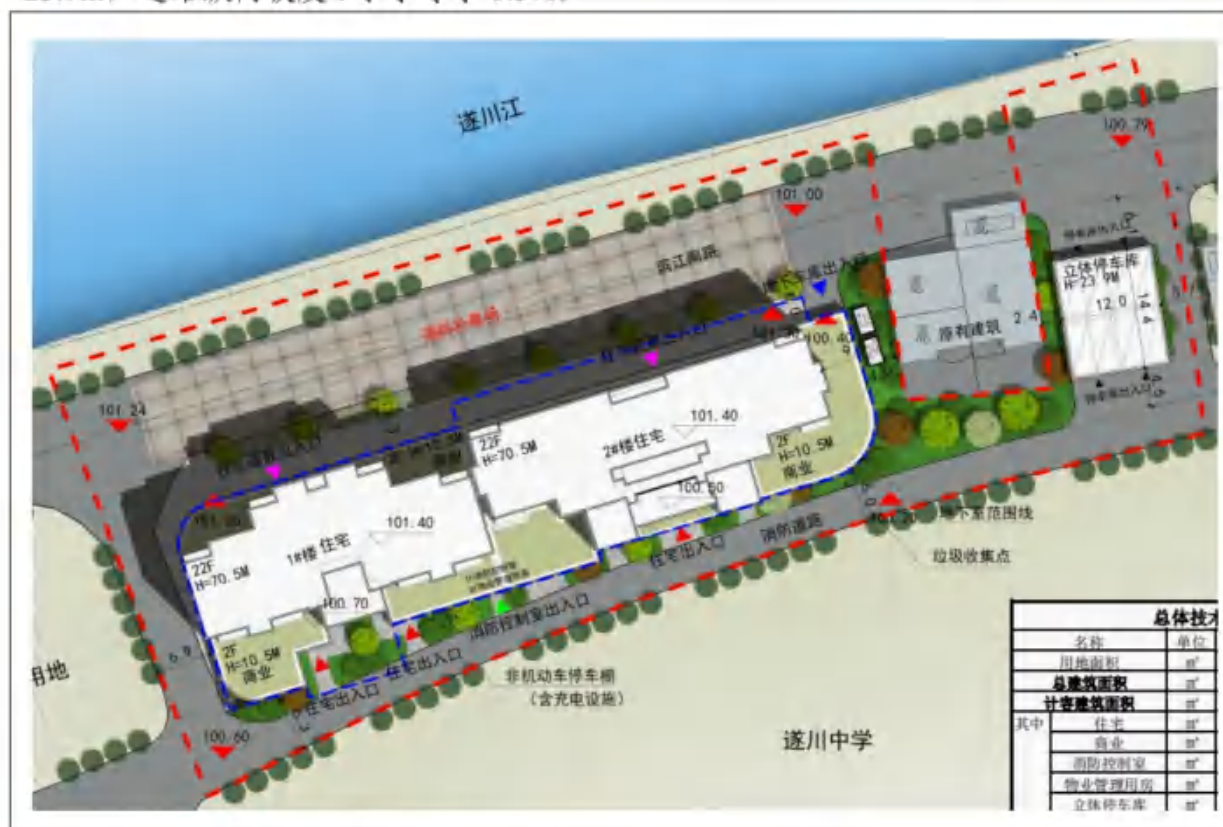 遂川江
100.79
101.00
滨江南路
立体停车库
H=23.9M
12.0
14.4
2.4
原有建筑
100.40
101.24
101.40
22F
H=70.5M
2#楼住宅
2F
H=10.5M
商业
100.50
101.40
1#楼 住宅
22F
H=70.5M
100.70
2F
H=10.5M
商业
6.9
用地
住宅出入口
消防道路
地下室范围线
垃圾收集点
消防控制室出入口
住宅出入口
住宅出入口
非机动车停车棚
(含充电设施)
100.60
遂川中学
总体技术
名称 单位
用地面积 ㎡
总建筑面积 ㎡
计容建筑面积 ㎡
其中 住宅 ㎡
商业 ㎡
消防控制室 ㎡
物业管理用房 ㎡
立体停车库 ㎡